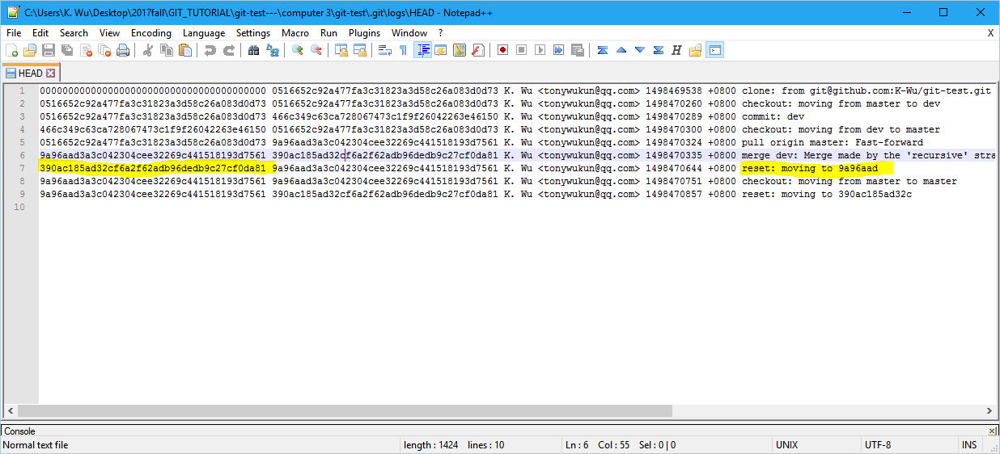 C:\Users\K. Wu\Desktop\2017fall\GIT_TUTORIAL\git-test---\computer 3\git-test\.git\logs\HEAD - Notepad++
File Edit Search View Encoding Language Settings Macro Run Plugins Window ? X
HEAD
1 0000000000000000000000000000000000000000 0516652c92a477fa3c31823a3d58c26a083d0d73 K. Wu <tonywukun@qq.com> 1498469538 +0800 clone: from git@github.com:K-Wu/git-test.git
2 0516652c92a477fa3c31823a3d58c26a083d0d73 0516652c92a477fa3c31823a3d58c26a083d0d73 K. Wu <tonywukun@qq.com> 1498470260 +0800 checkout: moving from master to dev
3 0516652c92a477fa3c31823a3d58c26a083d0d73 466c349c63ca728067473c1f9f26042263e46150 K. Wu <tonywukun@qq.com> 1498470289 +0800 commit: dev
4 466c349c63ca728067473c1f9f26042263e46150 0516652c92a477fa3c31823a3d58c26a083d0d73 K. Wu <tonywukun@qq.com> 1498470300 +0800 checkout: moving from dev to master
5 0516652c92a477fa3c31823a3d58c26a083d0d73 9a96aad3a3c042304cee32269c441518193d7561 K. Wu <tonywukun@qq.com> 1498470324 +0800 pull origin master: Fast-forward
6 9a96aad3a3c042304cee32269c441518193d7561 390ac185ad32cf6a2f62adb96dedb9c27cf0da81 K. Wu <tonywukun@qq.com> 1498470335 +0800 merge dev: Merge made by the 'recursive' stra
7 390ac185ad32cf6a2f62adb96dedb9c27cf0da81 9a96aad3a3c042304cee32269c441518193d7561 K. Wu <tonywukun@qq.com> 1498470644 +0800 reset: moving to 9a96aad
8 9a96aad3a3c042304cee32269c441518193d7561 9a96aad3a3c042304cee32269c441518193d7561 K. Wu <tonywukun@qq.com> 1498470751 +0800 checkout: moving from master to master
9 9a96aad3a3c042304cee32269c441518193d7561 390ac185ad32cf6a2f62adb96dedb9c27cf0da81 K. Wu <tonywukun@qq.com> 1498470857 +0800 reset: moving to 390ac185ad32c
10
Console
Normal text file length : 1424 lines : 10 Ln : 6 Col : 55 Sel : 0 | 0 UNIX UTF-8 INS